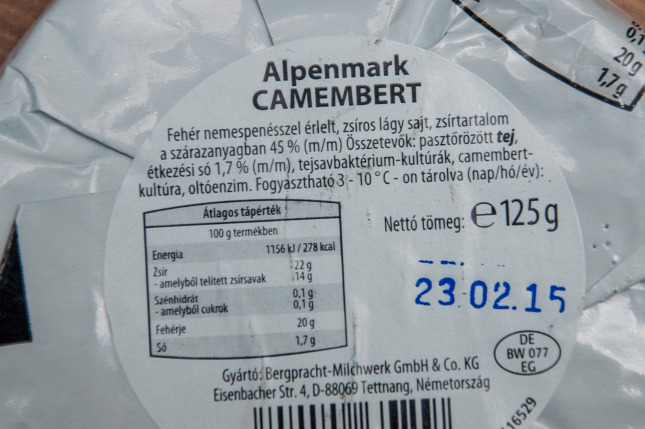 Alpenmark
CAMEMBERT
Fehér nemespenésszel érlelt, zsíros lágy sajt, zsírtartalom
a szárazanyagban 45 % (m/m) Összetevők: pasztőrözött tej,
étkezési só 1,7 % (m/m), tejsavbaktérium-kultúrák, camembert-
kultúra, oltóenzim. Fogyasztható 3 - 10 °C - on tárolva (nap/hó/év):
Átlagos tápérték
100 g termékben
Energia 1156 kJ / 278 kcal
Zsír 22 g
- amelyből telített zsírsavak 14 g
Szénhidrát 0,1 g
- amelyből cukrok 0,1 g
Fehérje 20 g
Só 1,7 g
Nettó tömeg: e 125 g
23.02.15
DE
BW 077
EG
Gyártó: Bergpracht-Milchwerk GmbH & Co. KG
Eisenbacher Str. 4, D-88069 Tettnang, Németország
16529
0,1
20 g
1,7 g